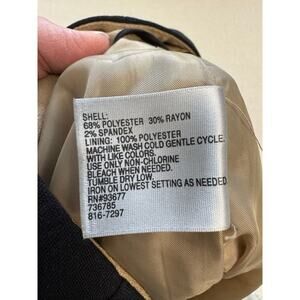 SHELL:
68% POLYESTER 30% RAYON
2% SPANDEX
LINING: 100% POLYESTER
MACHINE WASH COLD GENTLE CYCLE
WITH LIKE COLORS.
USE ONLY NON-CHLORINE
BLEACH WHEN NEEDED.
TUMBLE DRY LOW.
IRON ON LOWEST SETTING AS NEEDED
RN#93677
736785
816-7297